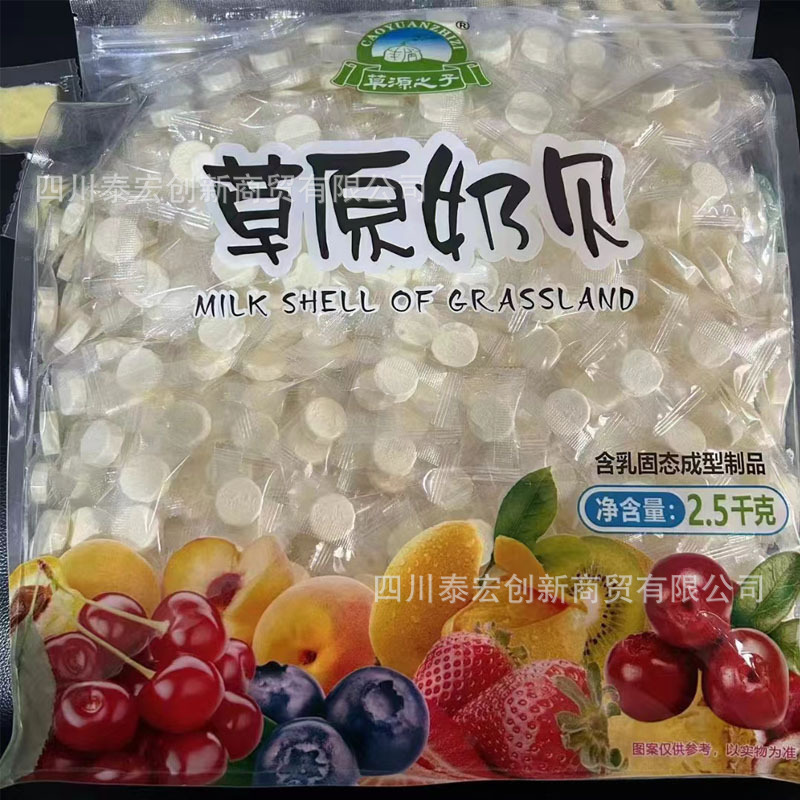 CAOYUANZHIZI®
草源之子
四川泰宏创新商贸有限公司
草原奶贝
MILK SHELL OF GRASSLAND
含乳固态成型制品
净含量：2.5千克
四川泰宏创新商贸有限公司
图案仅供参考，以实物为准